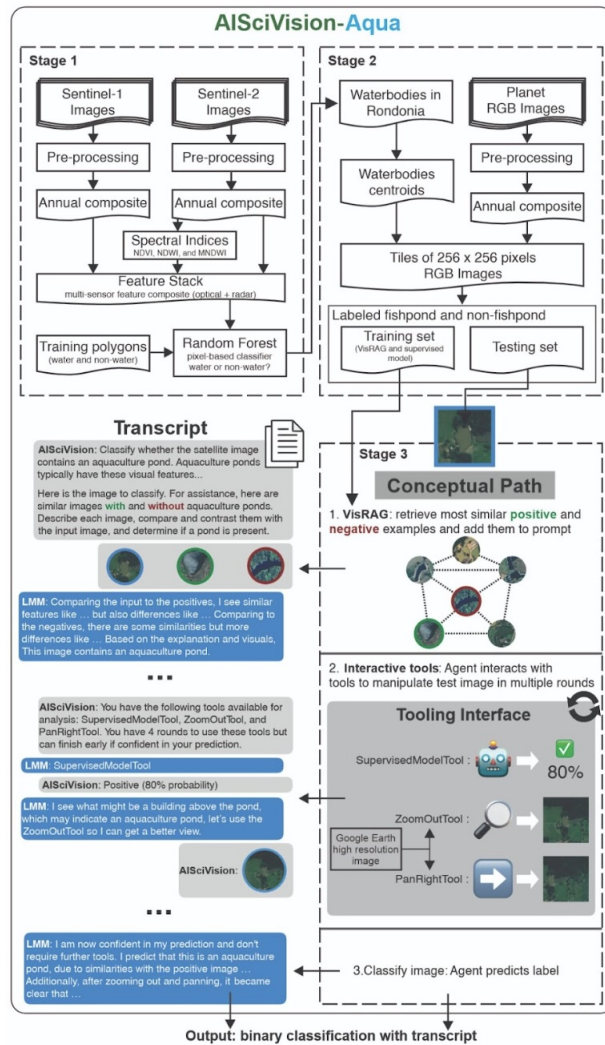 AISciVision-Aqua
Stage 1
Sentinel-1
Images
Sentinel-2
Images
Pre-processing
Pre-processing
Annual composite
Annual composite
Spectral Indices
NDVI, NDWI, and MNDWI
Feature Stack
multi-sensor feature composite (optical + radar)
Training polygons
(water and non-water)
Random Forest
pixel-based classifier
water or non-water?
Stage 2
Waterbodies in
Rondonia
Planet
RGB Images
Waterbodies
centroids
Pre-processing
Annual composite
Tiles of 256 x 256 pixels
RGB Images
Labeled fishpond and non-fishpond
Training set
(VisRAG and supervised
model)
Testing set
Transcript
AISciVision: Classify whether the satellite image
contains an aquaculture pond. Aquaculture ponds
typically have these visual features...
Here is the image to classify. For assistance, here are
similar images with and without aquaculture ponds.
Describe each image, compare and contrast them with
the input image, and determine if a pond is present.
LMM: Comparing the input to the positives, I see similar
features like ... but also differences like ... Comparing to
the negatives, there are some similarities but more
differences like ... Based on the explanation and visuals,
This image contains an aquaculture pond.
...
AISciVision: You have the following tools available for
analysis: SupervisedModelTool, ZoomOutTool, and
PanRightTool. You have 4 rounds to use these tools but
can finish early if confident in your prediction.
LMM: SupervisedModelTool
AISciVision: Positive (80% probability)
LMM: I see what might be a building above the pond,
which may indicate an aquaculture pond, let's use the
ZoomOutTool so I can get a better view.
AISciVision:
...
LMM: I am now confident in my prediction and don't
require further tools. I predict that this is an aquaculture
pond, due to similarities with the positive image ...
Additionally, after zooming out and panning, it became
clear that ...
Stage 3
Conceptual Path
1. VisRAG: retrieve most similar positive and
negative examples and add them to prompt
2. Interactive tools: Agent interacts with
tools to manipulate test image in multiple rounds
Tooling Interface
SupervisedModelTool :
80%
ZoomOutTool :
Google Earth
high resolution
image
PanRightTool :
3.Classify image: Agent predicts label
Output: binary classification with transcript